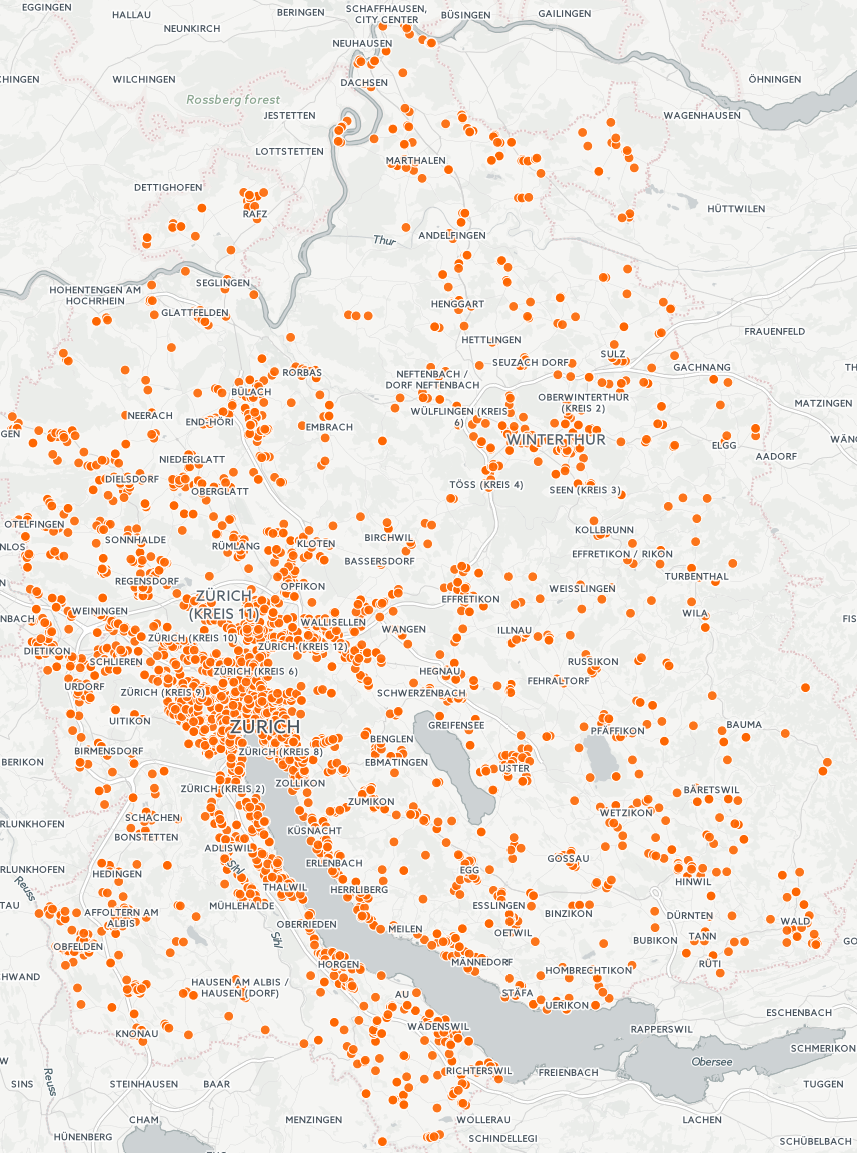 EGGINGEN
HALLAU
NEUNKIRCH
BERINGEN
SCHAFFHAUSEN,
CITY CENTER
BÜSINGEN
GAILINGEN
NEUHAUSEN
CHINGEN
WILCHINGEN
DACHSEN
ÖHNINGEN
Rossberg forest
JESTETTEN
WAGENHAUSEN
LOTTSTETTEN
MARTHALEN
DETTIGHOFEN
RAFZ
HÜTTWILEN
Thur
ANDELFINGEN
SEGLINGEN
HOHENTENGEN AM
HOCHRHEIN
GLATTFELDEN
HENGGART
FRAUENFELD
HETTLINGEN
SULZ
SEUZACH DORF
GACHNANG
RORBAS
NEFTENBACH /
DORF NEFTENBACH
BÜLACH
OBERWINTERTHUR
(KREIS 2)
MATZINGEN
NEERACH
WÜLFLINGEN (KREIS
6)
END-HÖRI
EMBRACH
GEN
WINTERTHUR
ELGG
WÄNG
AADORF
NIEDERGLATT
DIELSDORF
OBERGLATT
TÖSS (KREIS 4)
SEEN (KREIS 3)
OTELFINGEN
SONNHALDE
KOLLBRUNN
BIRCHWIL
NLOS
RÜMLANG
KLOTEN
BASSERSDORF
EFFRETIKON / RIKON
REGENSDORF
OPFIKON
TURBENTHAL
ZÜRICH
(KREIS 11)
EFFRETIKON
WEISSLINGEN
WEININGEN
WILA
NBACH
WALLISELLEN
WANGEN
ILLNAU
FIS
ZÜRICH (KREIS 10)
ZÜRICH (KREIS 12)
DIETIKON
SCHLIEREN
RUSSIKON
ZÜRICH (KREIS 6)
HEGNAU
FEHRALTORF
URDORF
ZÜRICH (KREIS 9)
SCHWERZENBACH
UITIKON
ZÜRICH
GREIFENSEE
PFÄFFIKON
BAUMA
BENGLEN
BIRMENSDORF
ZÜRICH (KREIS 8)
EBMATINGEN
BERIKON
USTER
ZOLLIKON
ZÜRICH (KREIS 2)
BÄRETSWIL
ZUMIKON
SCHACHEN
WETZIKON
RLUNKHOFEN
BONSTETTEN
KÜSNACHT
ADLISWIL
GOSSAU
ERLENBACH
Sihl
RLUNKHOFEN
HEDINGEN
EGG
HINWIL
Reuss
THALWIL
HERRLIBERG
TAU
MÜHLEHALDE
ESSLINGEN
AFFOLTERN AM
ALBIS
BINZIKON
DÜRNTEN
WALD
OBERRIEDEN
MEILEN
OETWIL
Sihl
BUBIKON
TANN
GO
OBFELDEN
HORGEN
MÄNNEDORF
HOMBRECHTIKON
RÜTI
HWAND
HAUSEN AM ALBIS /
HAUSEN (DORF)
AU
STÄFA
UERIKON
ESCHENBACH
KNONAU
WÄDENSWIL
RAPPERSWIL
SCHMERIKON
W
Obersee
RICHTERSWIL
FREIENBACH
SINS
Reuss
STEINHAUSEN
BAAR
TUGGEN
CHAM
MENZINGEN
WOLLERAU
LACHEN
HÜNENBERG
SCHINDELLEGI
SCHÜBELBACH